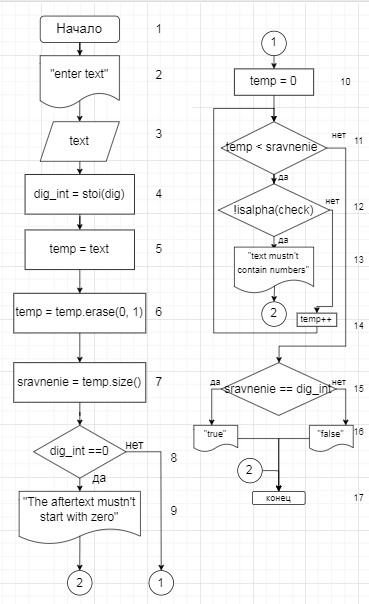 Начало
1
"enter text"
2
text
3
dig_int = stoi(dig)
4
temp = text
5
temp = temp.erase(0, 1)
6
sravnenie = temp.size()
7
dig_int ==0
нет
8
да
"The aftertext mustn't
start with zero"
9
2
1
1
temp = 0
10
temp < sravnenie
нет
11
да
!isalpha(check)
нет
12
да
"text mustn't
contain numbers"
13
2
temp++
14
да
sravnenie == dig_int
нет
15
"true"
"false"
16
2
конец
17